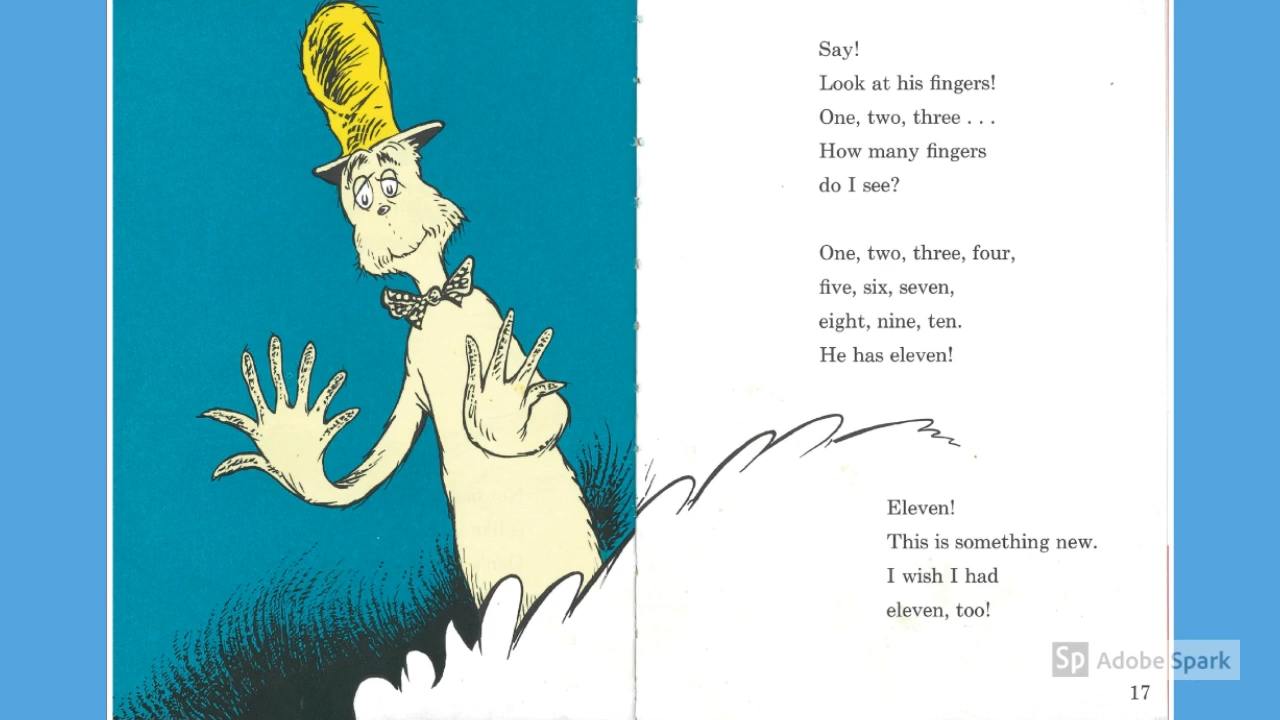 Say!
Look at his fingers!
One, two, three . . .
How many fingers
do I see?
One, two, three, four,
five, six, seven,
eight, nine, ten.
He has eleven!
Eleven!
This is something new.
I wish I had
eleven, too!
Sp Adobe Spark
17